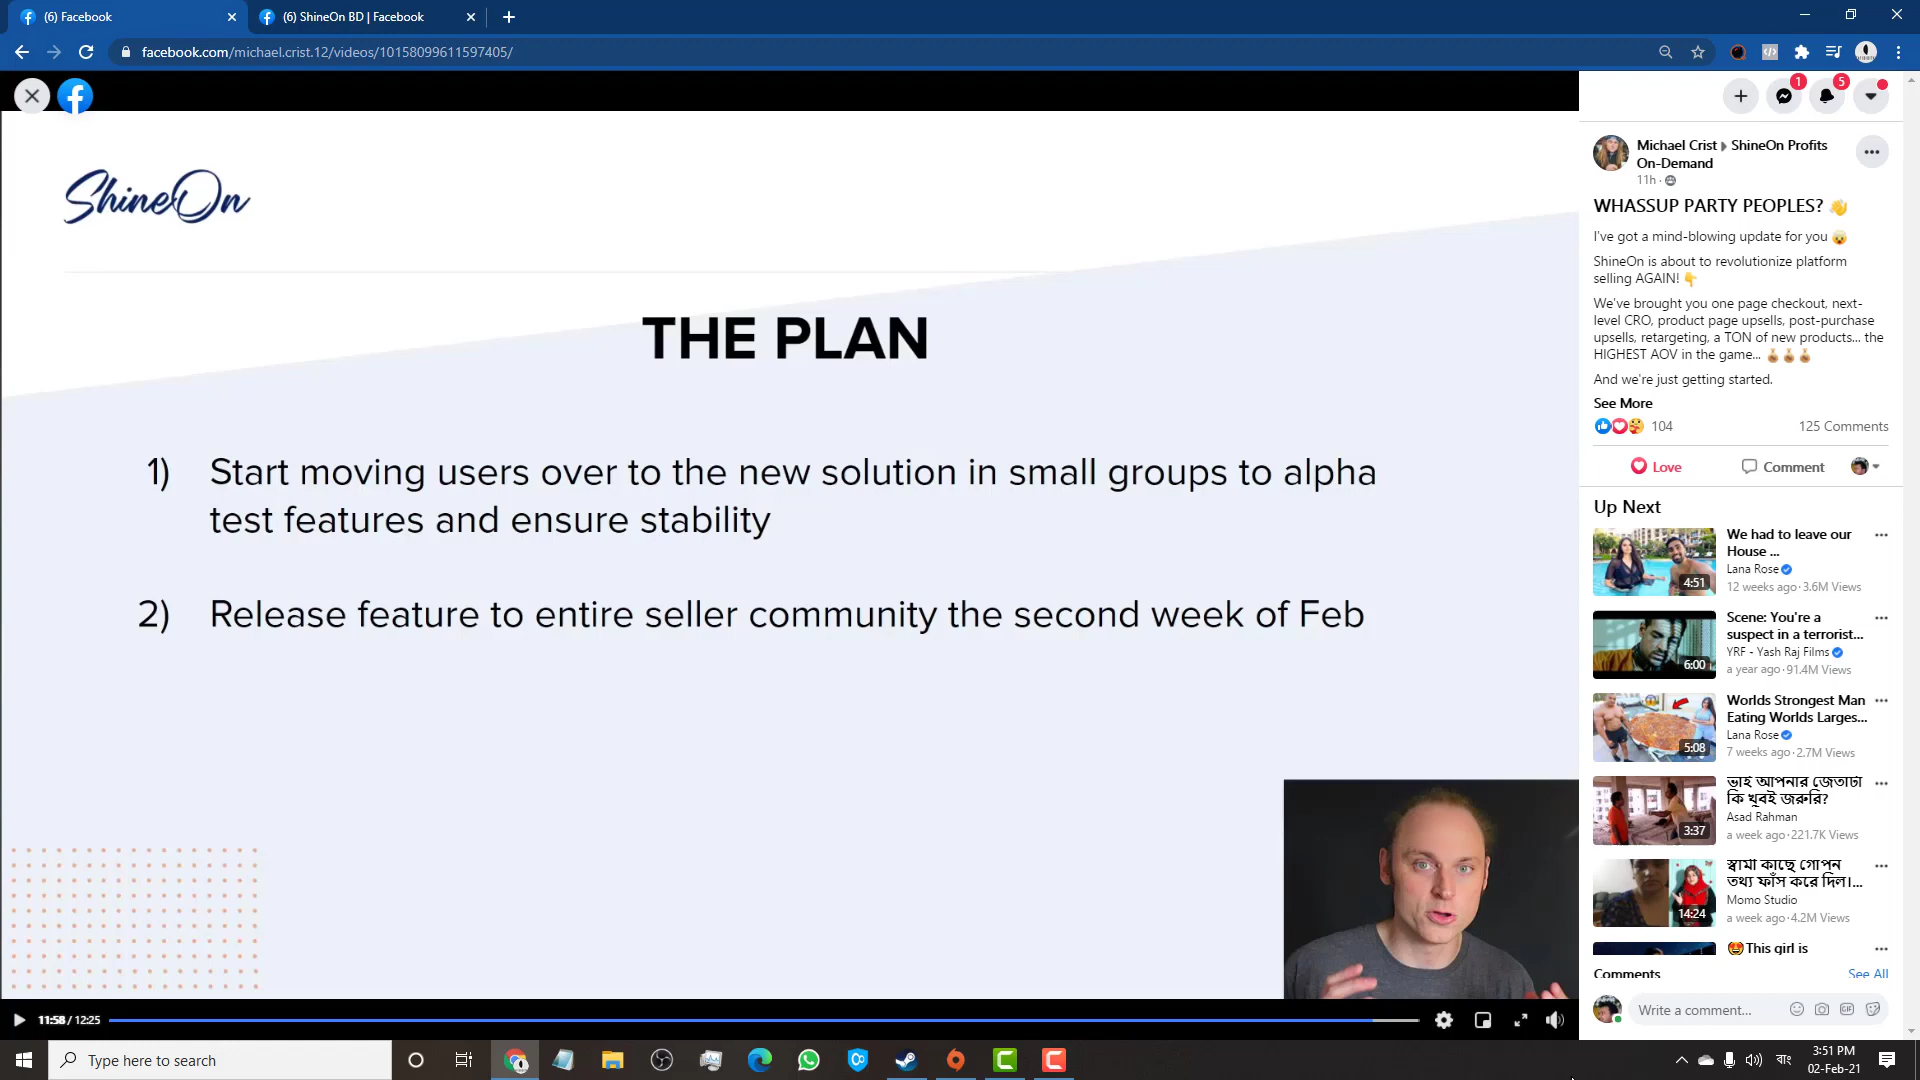 (6) Facebook
(6) ShineOn BD | Facebook
facebook.com/michael.crist.12/videos/10158099611597405/
1
5
ShineOn
THE PLAN
1) Start moving users over to the new solution in small groups to alpha
test features and ensure stability
2) Release feature to entire seller community the second week of Feb
11:58 / 12:25
Michael Crist ShineOn Profits
On-Demand
11h ·
WHASSUP PARTY PEOPLES? 👋
I've got a mind-blowing update for you 🤯
ShineOn is about to revolutionize platform
selling AGAIN! 👇
We've brought you one page checkout, next-
level CRO, product page upsells, post-purchase
upsells, retargeting, a TON of new products... the
HIGHEST AOV in the game... 💰💰💰
And we're just getting started.
See More
104
125 Comments
Love
Comment
Up Next
We had to leave our
House ...
Lana Rose
12 weeks ago · 3.6M Views
4:51
Scene: You're a
suspect in a terrorist...
YRF - Yash Raj Films
a year ago · 91.4M Views
6:00
Worlds Strongest Man
Eating Worlds Larges...
Lana Rose
7 weeks ago · 2.7M Views
5:08
ভাই আপনার জেতাটা
কি খুবই জরুরি?
Asad Rahman
a week ago · 221.7K Views
3:37
স্বামী কাছে গোপন
তথ্য ফাঁস করে দিল।...
Momo Studio
a week ago · 4.2M Views
14:24
😍This girl is
Comments
See All
Write a comment...
GIF
Type here to search
বাং
3:51 PM
02-Feb-21